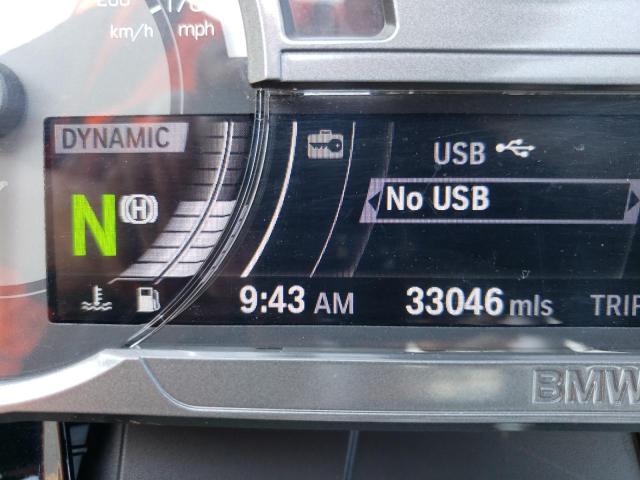 km/h mph
DYNAMIC
USB
No USB
N (H)
9:43 AM 33046 mls TRIP
BMW